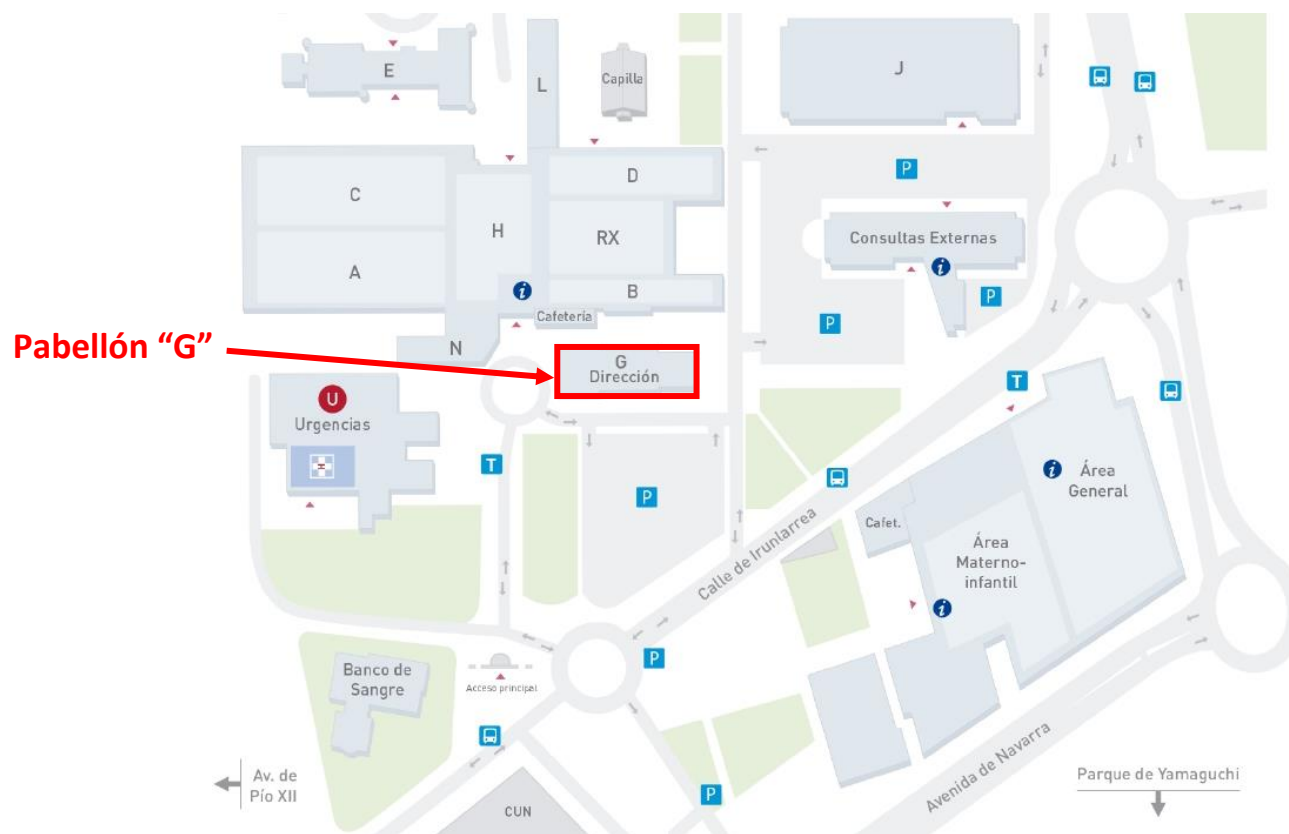 E
L
Capilla
J
C
D
H
RX
A
B
Consultas Externas
i
i
P
P
P
Cafetería
N
Pabellón “G”
G
Dirección
U
Urgencias
H
T
T
P
Área
General
i
Cafet.
Área
Materno-
infantil
i
Calle de Irunlarrea
Banco de
Sangre
Acceso principal
P
Avenida de Navarra
Av. de
Pío XII
Parque de Yamaguchi
P
CUN